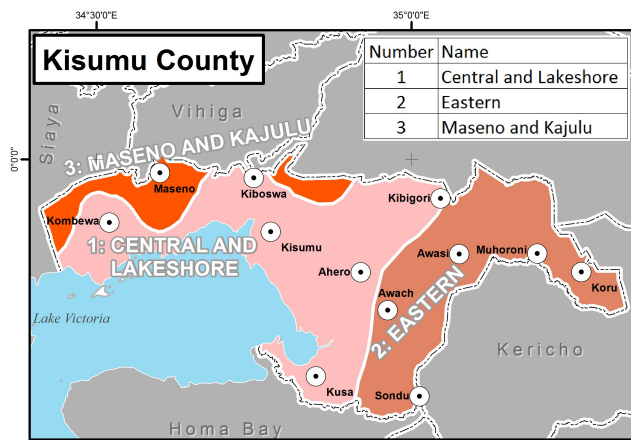 34°30'0"E
35°0'0"E
Kisumu County
Number Name
1 Central and Lakeshore
2 Eastern
3 Maseno and Kajulu
Siaya
Vihiga
0°0'0"
3: MASENO AND KAJULU
Maseno
Kiboswa
Kibigori
Kombewa
1: CENTRAL AND
LAKESHORE
Kisumu
Awasi
Muhoroni
Ahero
Koru
Awach
2: EASTERN
Lake Victoria
Kericho
Kusa
Sondu
Homa Bay